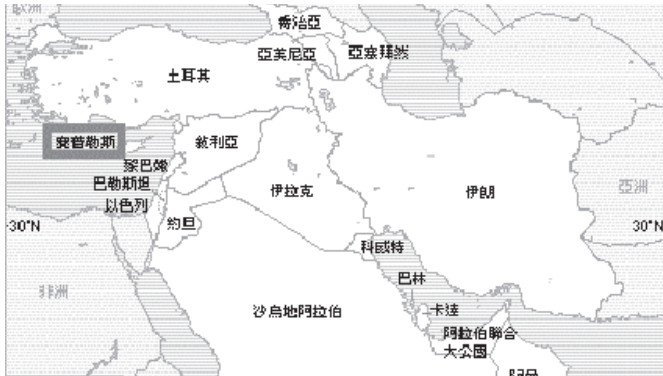 歐洲
喬治亞
亞美尼亞
亞塞拜然
土耳其
賽普勒斯
敘利亞
黎巴嫩
巴勒斯坦
以色列
伊拉克
伊朗
亞洲
30°N
約旦
30°N
科威特
巴林
非洲
沙烏地阿拉伯
卡達
阿拉伯聯合
大公國
阿曼